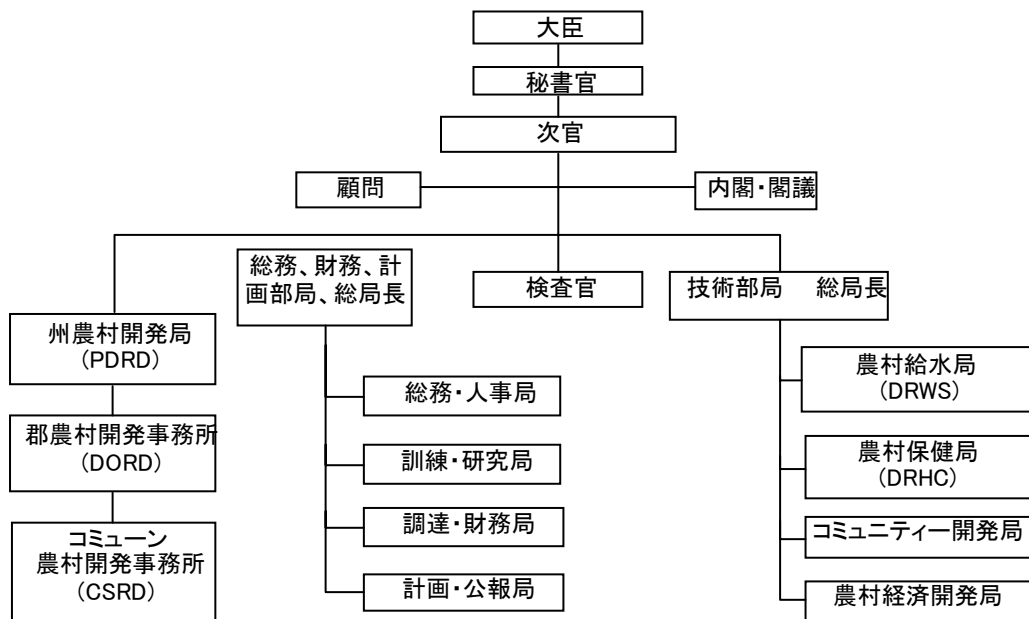 大臣
秘書官
次官
顧問
内閣・閣議
総務、財務、計
画部局、総局長
検査官
技術部局　総局長
州農村開発局
(PDRD)
郡農村開発事務所
(DORD)
コミューン
農村開発事務所
(CSRD)
総務・人事局
訓練・研究局
調達・財務局
計画・公報局
農村給水局
(DRWS)
農村保健局
(DRHC)
コミュニティー開発局
農村経済開発局